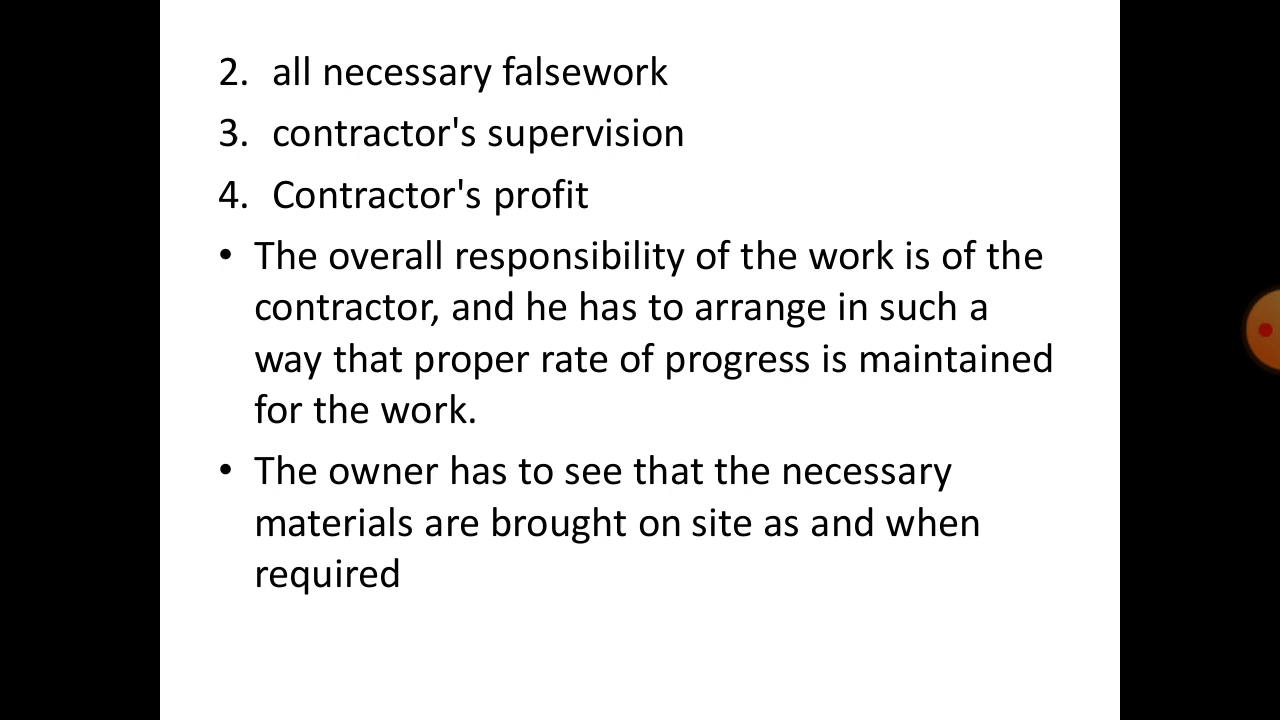 2. all necessary falsework
3. contractor's supervision
4. Contractor's profit
• The overall responsibility of the work is of the
contractor, and he has to arrange in such a
way that proper rate of progress is maintained
for the work.
• The owner has to see that the necessary
materials are brought on site as and when
required